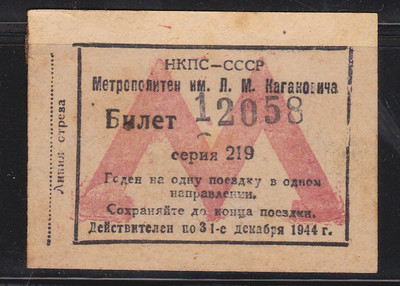 НКПС–СССР
Метрополитен им. Л. М. Кагановича
Билет 12058
серия 219
Годен на одну поездку в одном
направлении.
Сохраняйте до конца поездки.
Действителен по 31-е декабря 1944 г.
Линия отрева
М